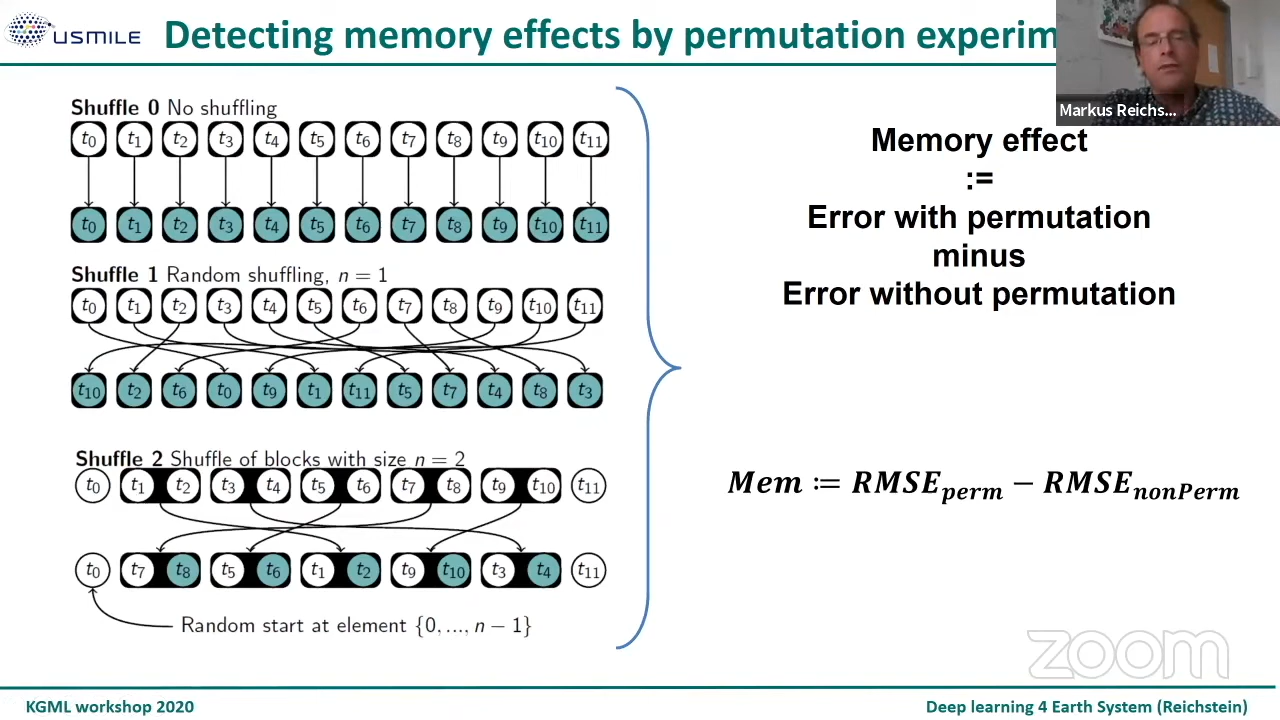 USMILE
Detecting memory effects by permutation experim
Markus Reichs...
Shuffle 0 No shuffling
t0 t1 t2 t3 t4 t5 t6 t7 t8 t9 t10 t11
t0 t1 t2 t3 t4 t5 t6 t7 t8 t9 t10 t11
Shuffle 1 Random shuffling, n = 1
t0 t1 t2 t3 t4 t5 t6 t7 t8 t9 t10 t11
t10 t2 t6 t0 t9 t1 t11 t5 t7 t4 t8 t3
Shuffle 2 Shuffle of blocks with size n = 2
t0 t1 t2 t3 t4 t5 t6 t7 t8 t9 t10 t11
t0 t7 t8 t5 t6 t1 t2 t9 t10 t3 t4 t11
Random start at element {0, ..., n − 1}
Memory effect
:=
Error with permutation
minus
Error without permutation
Mem ≔ RMSEperm − RMSEnonPerm
zoom
KGML workshop 2020
Deep learning 4 Earth System (Reichstein)